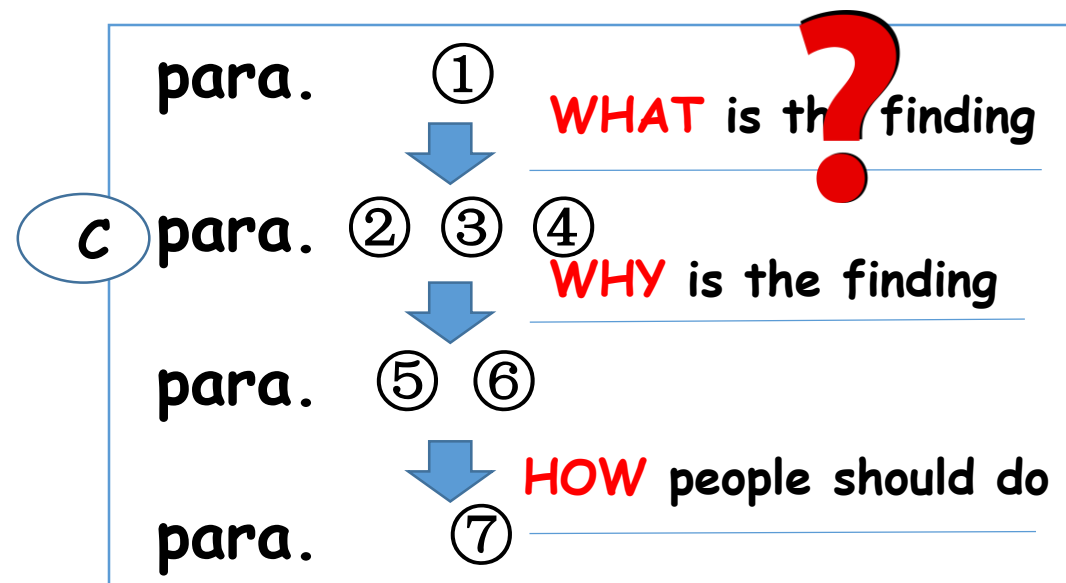 para. ①
WHAT is the finding
?
C para. ② ③ ④
WHY is the finding
para. ⑤ ⑥
HOW people should do
para. ⑦